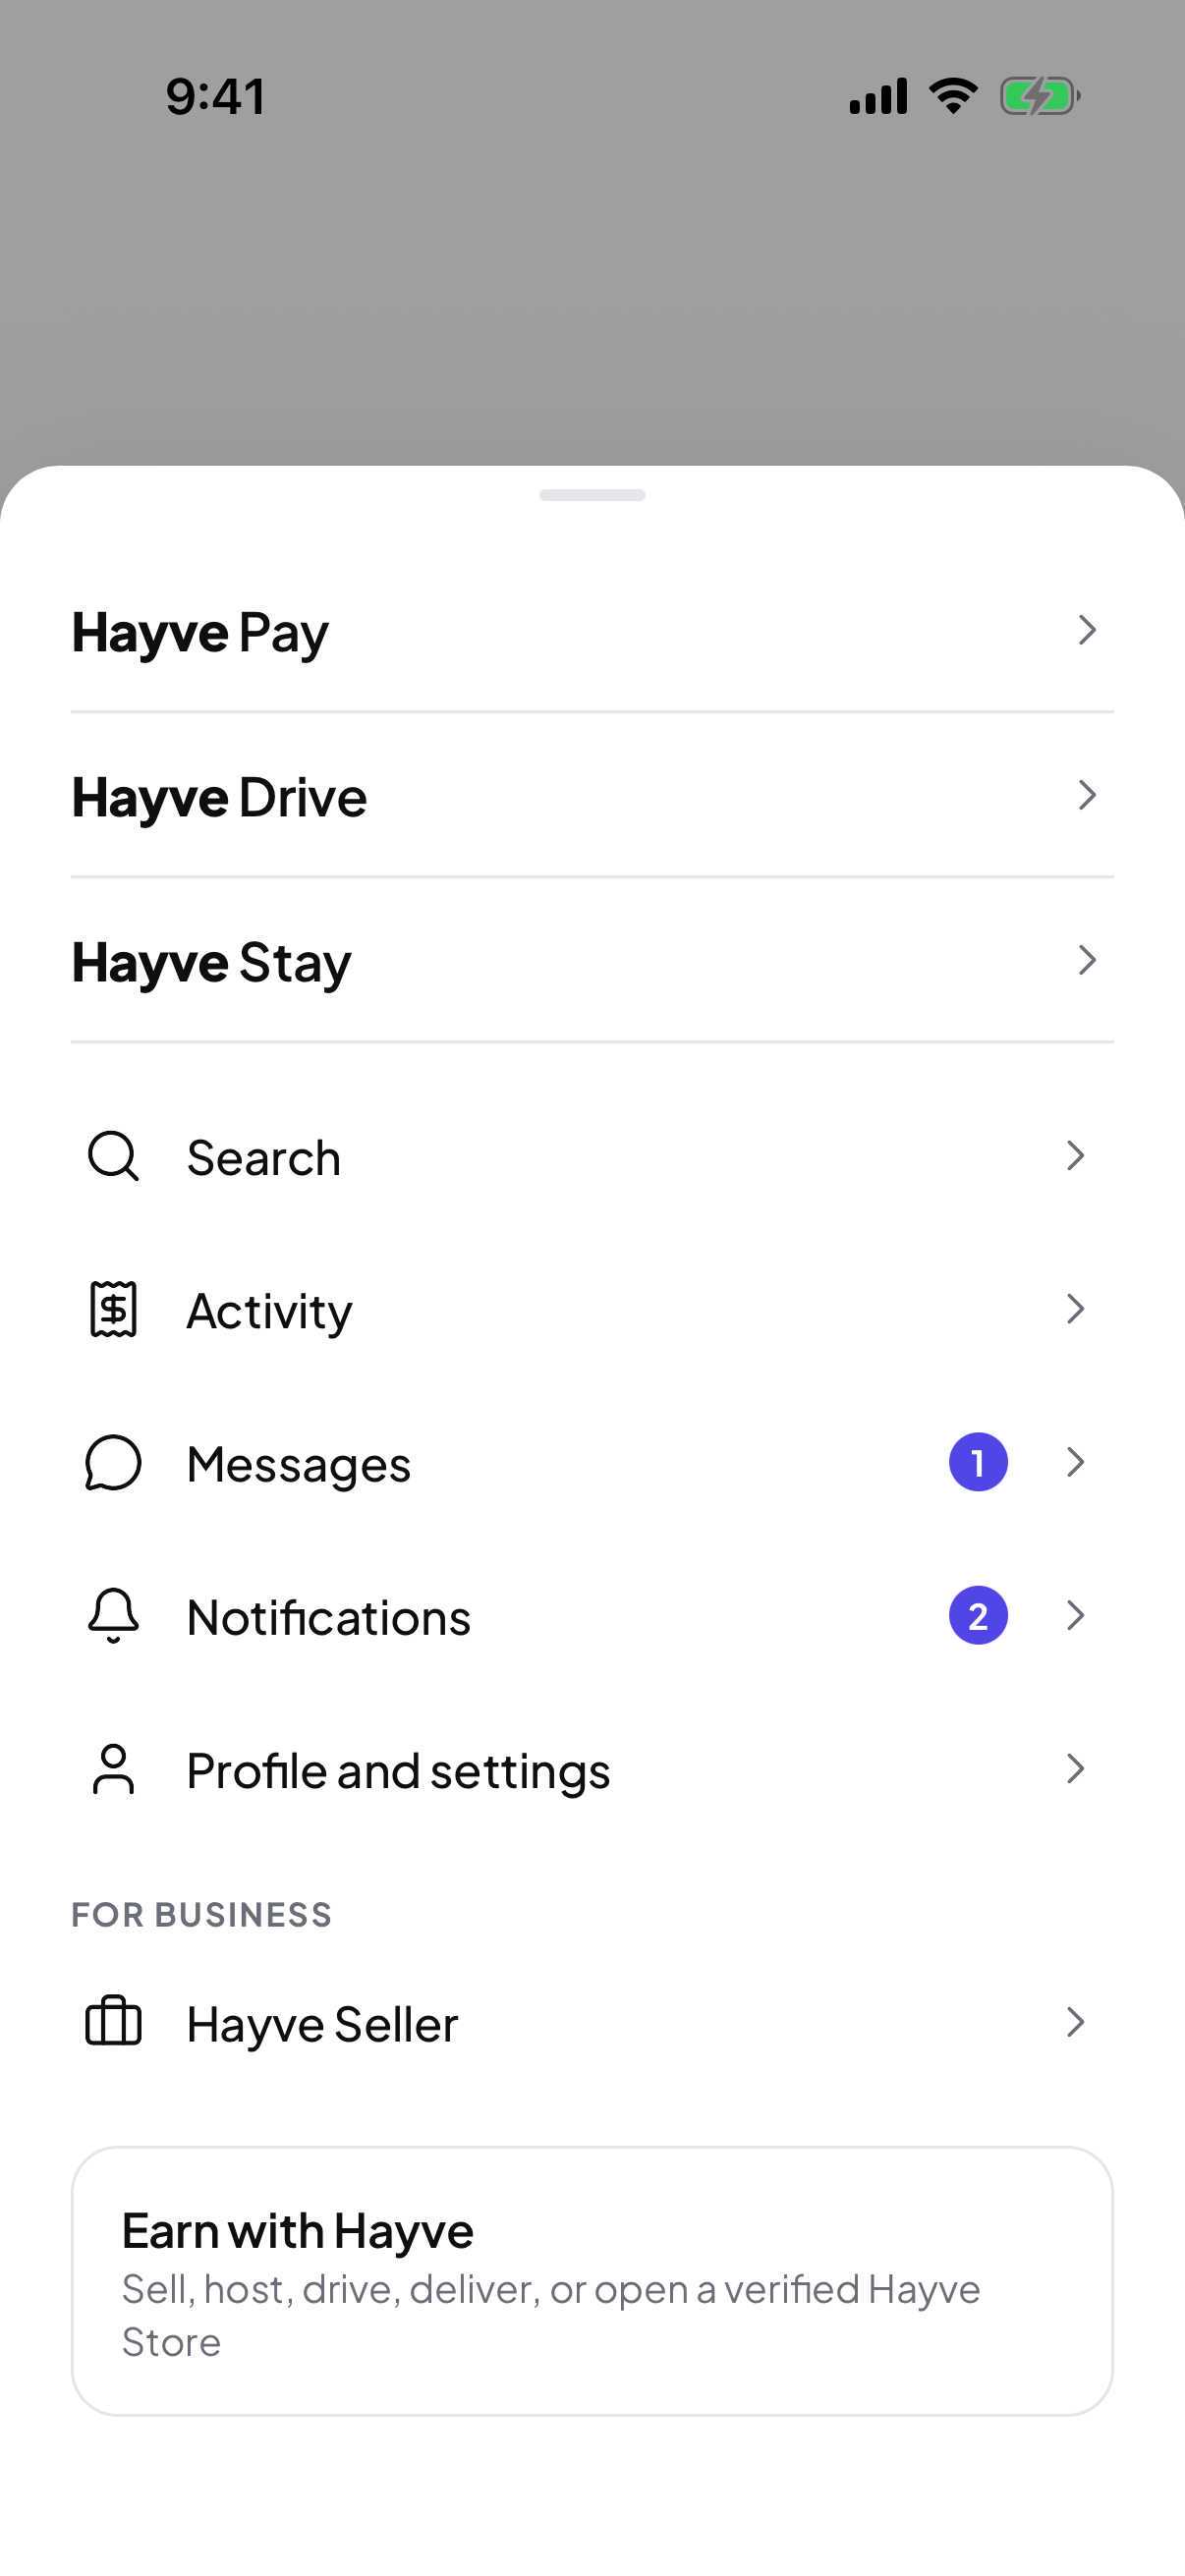 9:41
Hayve Pay
Hayve Drive
Hayve Stay
Search
Activity
Messages 1
Notifications 2
Profile and settings
FOR BUSINESS
Hayve Seller
Earn with Hayve
Sell, host, drive, deliver, or open a verified Hayve
Store